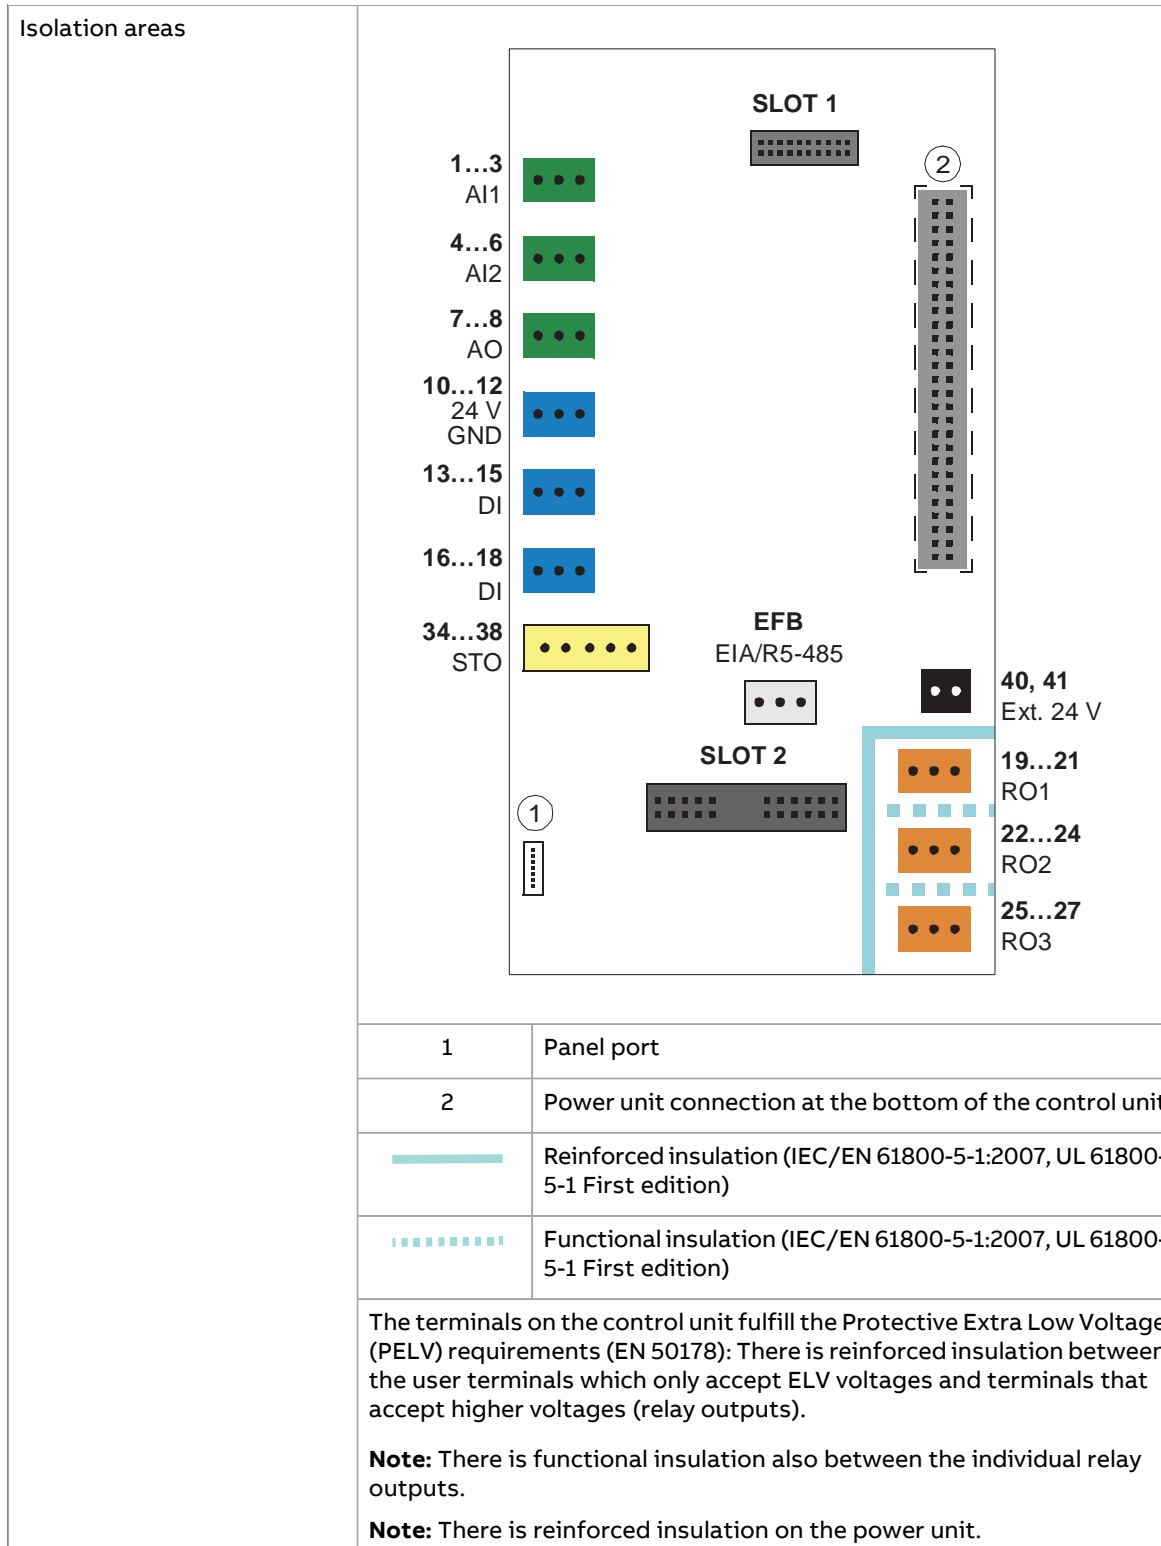 Isolation areas
SLOT 1
1…3
AI1
2
4…6
AI2
7…8
AO
10…12
24 V
GND
13…15
DI
16…18
DI
34…38
STO
EFB
EIA/R5-485
40, 41
Ext. 24 V
SLOT 2
19…21
RO1
1
22…24
RO2
25…27
RO3
1 Panel port
2 Power unit connection at the bottom of the control unit
Reinforced insulation (IEC/EN 61800-5-1:2007, UL 61800-
5-1 First edition)
Functional insulation (IEC/EN 61800-5-1:2007, UL 61800-
5-1 First edition)
The terminals on the control unit fulfill the Protective Extra Low Voltage
(PELV) requirements (EN 50178): There is reinforced insulation between
the user terminals which only accept ELV voltages and terminals that
accept higher voltages (relay outputs).
Note: There is functional insulation also between the individual relay
outputs.
Note: There is reinforced insulation on the power unit.